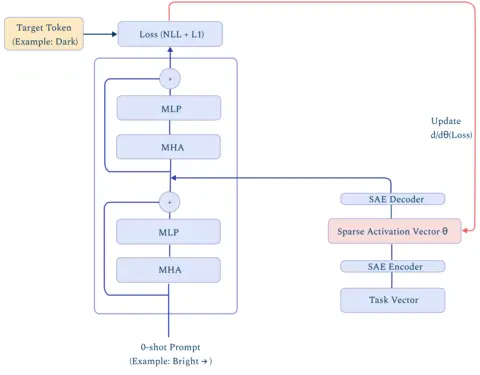 Target Token
(Example: Dark)
Loss (NLL + L1)
+
MLP
MHA
Update
d/dθ(Loss)
+
MLP
MHA
SAE Decoder
Sparse Activation Vector θ
SAE Encoder
Task Vector
0-shot Prompt
(Example: Bright → )